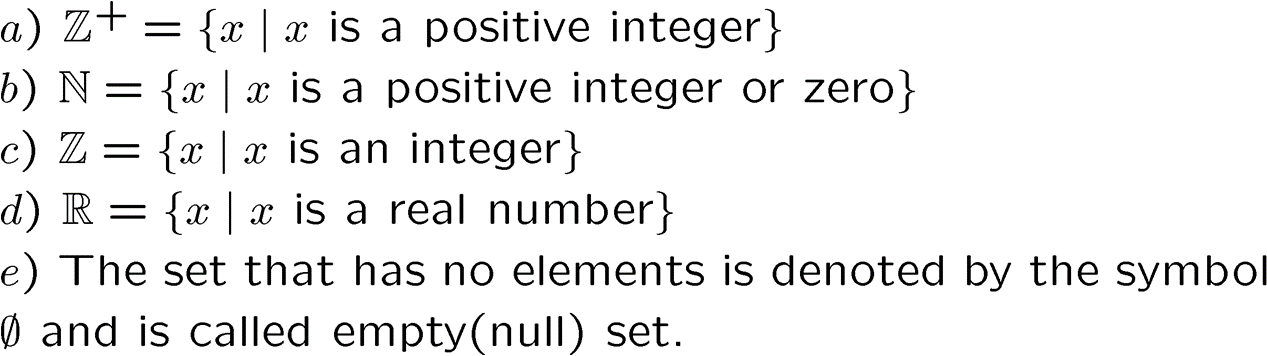 a) ℤ⁺ = {x | x is a positive integer}
b) ℕ = {x | x is a positive integer or zero}
c) ℤ = {x | x is an integer}
d) ℝ = {x | x is a real number}
e) The set that has no elements is denoted by the symbol
∅ and is called empty(null) set.